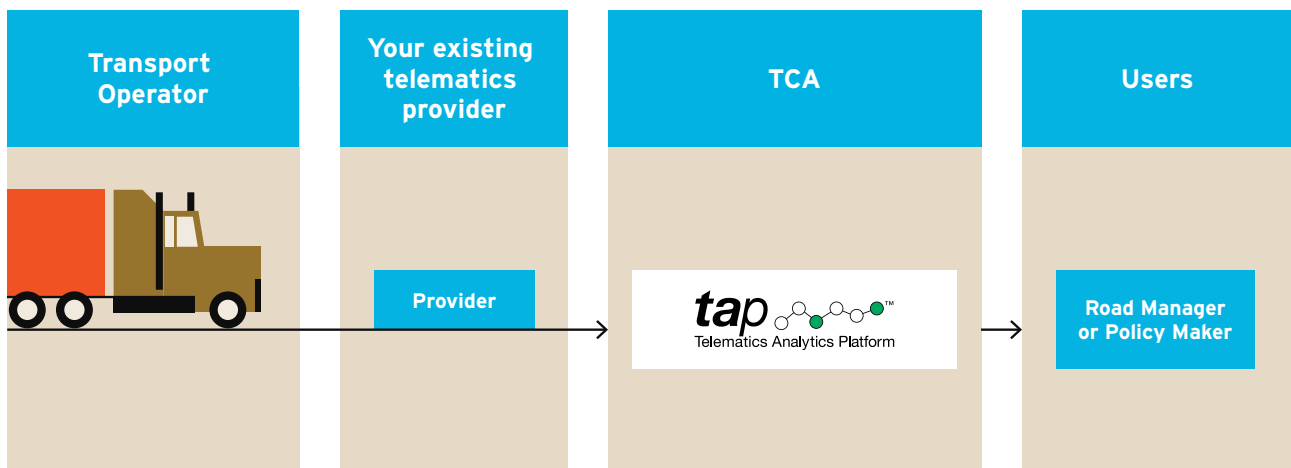 Transport
Operator
Your existing
telematics
provider
TCA
Users
Provider
tap ™
Telematics Analytics Platform
Road Manager
or Policy Maker